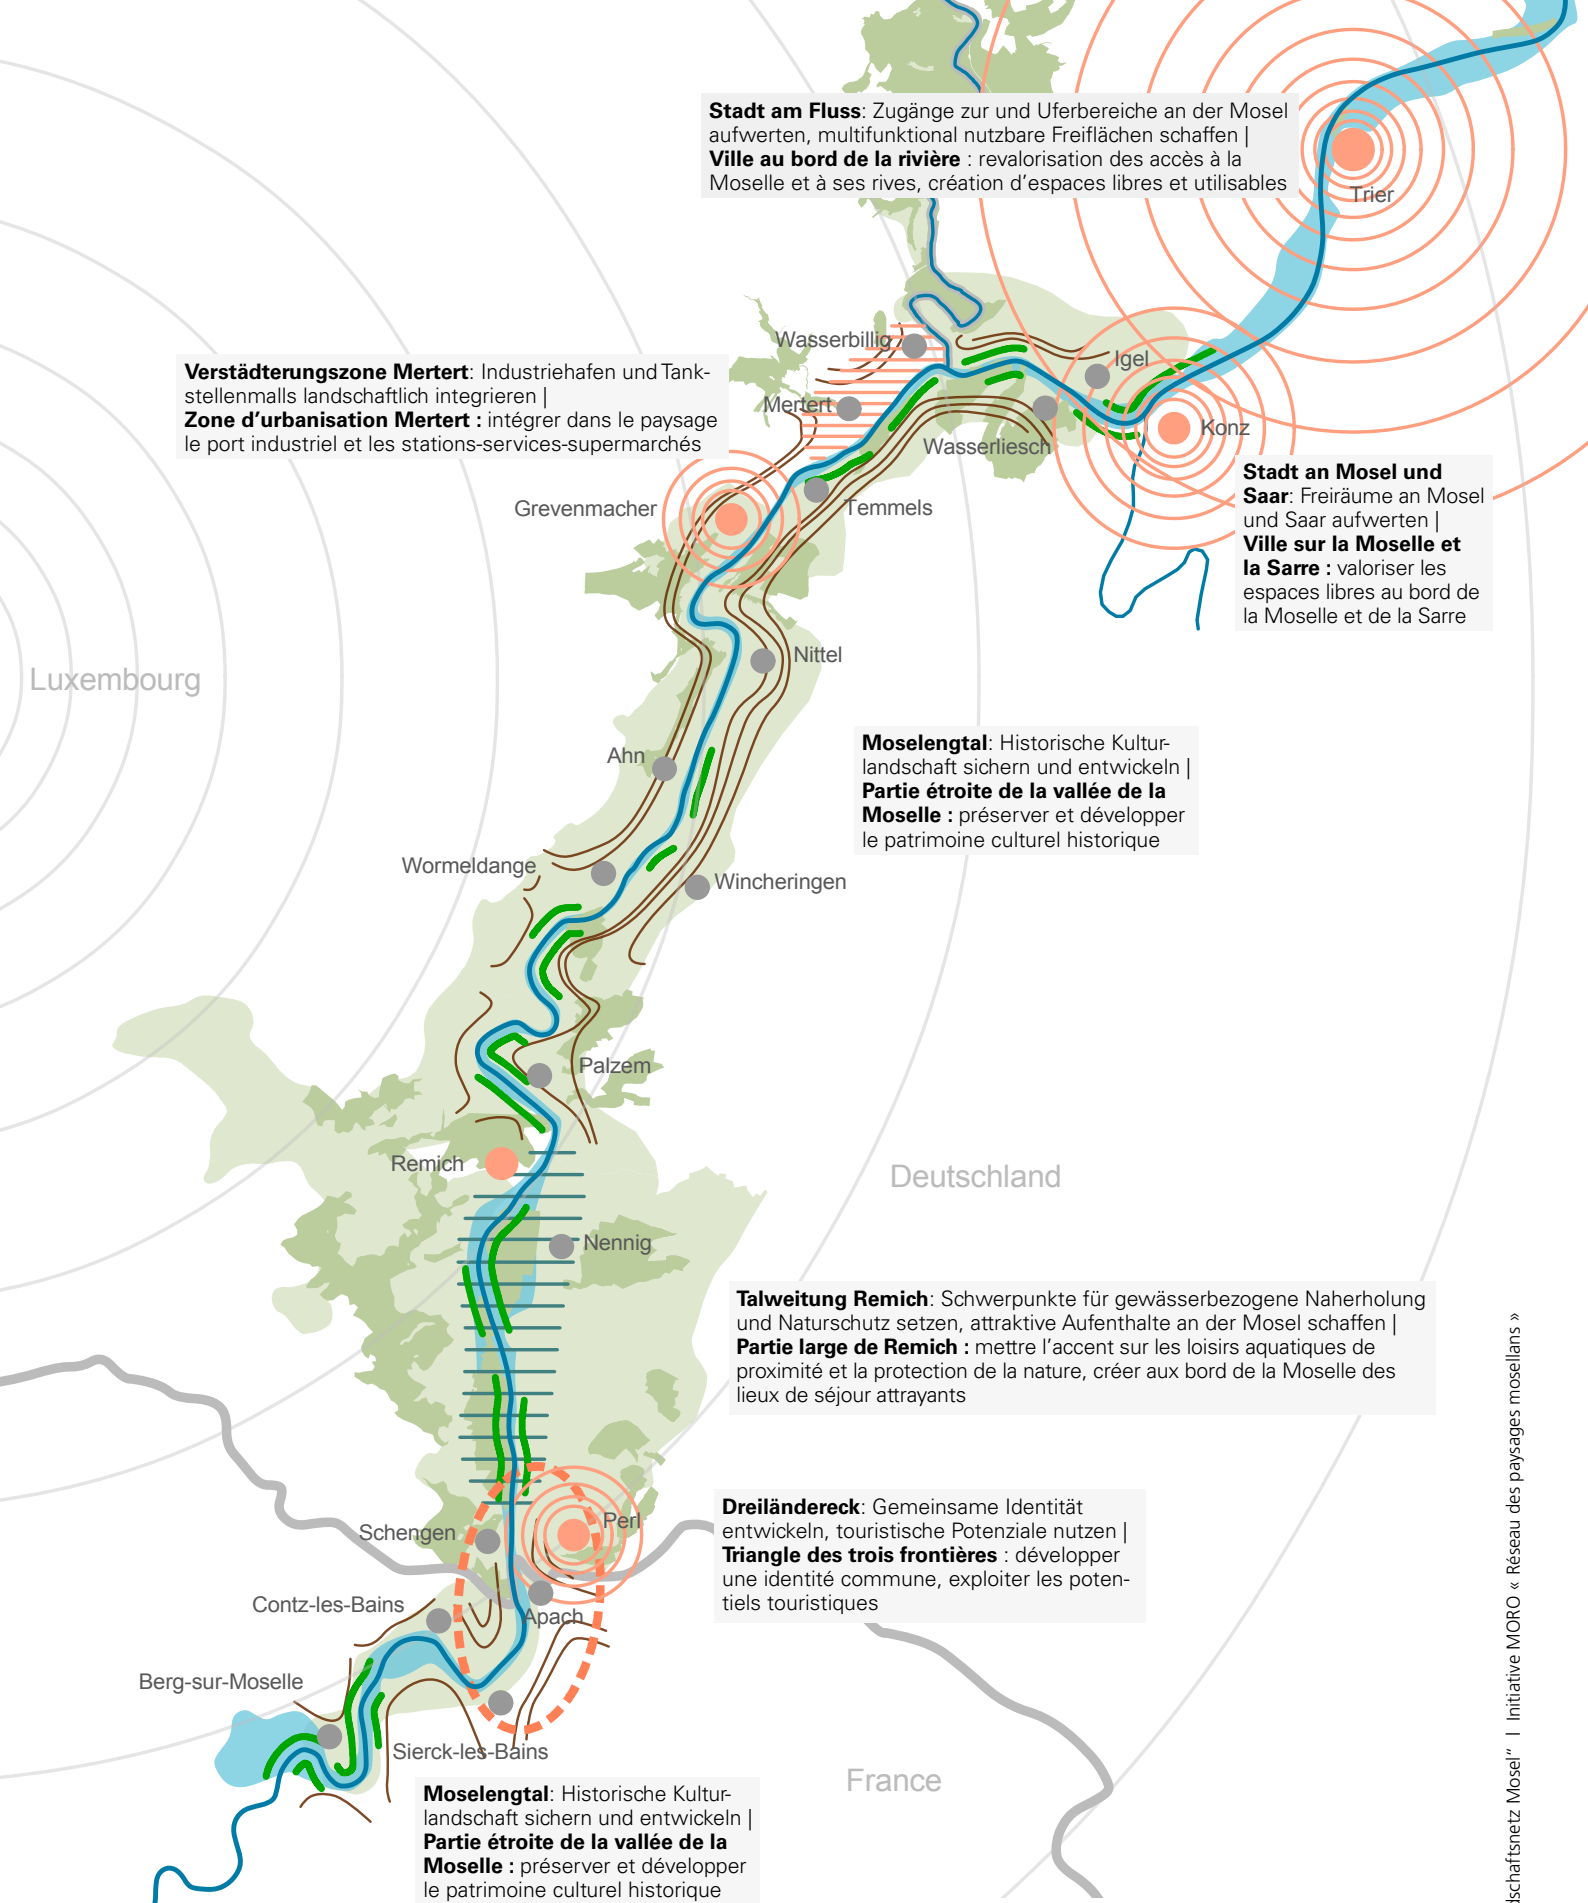 Stadt am Fluss: Zugänge zur und Uferbereiche an der Mosel
aufwerten, multifunktional nutzbare Freiflächen schaffen |
Ville au bord de la rivière : revalorisation des accès à la
Moselle et à ses rives, création d'espaces libres et utilisables
Trier
Wasserbillig
Igel
Verstädterungszone Mertert: Industriehafen und Tank-
stellenmalls landschaftlich integrieren |
Zone d'urbanisation Mertert : intégrer dans le paysage
le port industriel et les stations-services-supermarchés
Mertert
Konz
Wasserliesch
Stadt an Mosel und
Saar: Freiräume an Mosel
und Saar aufwerten |
Ville sur la Moselle et
la Sarre : valoriser les
espaces libres au bord de
la Moselle et de la Sarre
Grevenmacher
Temmels
Nittel
Luxembourg
Ahn
Moselengtal: Historische Kultur-
landschaft sichern und entwickeln |
Partie étroite de la vallée de la
Moselle : préserver et développer
le patrimoine culturel historique
Wormeldange
Wincheringen
Palzem
Remich
Deutschland
Nennig
Talweitung Remich: Schwerpunkte für gewässerbezogene Naherholung
und Naturschutz setzen, attraktive Aufenthalte an der Mosel schaffen |
Partie large de Remich : mettre l'accent sur les loisirs aquatiques de
proximité et la protection de la nature, créer aux bord de la Moselle des
lieux de séjour attrayants
Dreiländereck: Gemeinsame Identität
entwickeln, touristische Potenziale nutzen |
Triangle des trois frontières : développer
une identité commune, exploiter les poten-
tiels touristiques
Perl
Schengen
Contz-les-Bains
Apach
Berg-sur-Moselle
Sierck-les-Bains
France
Moselengtal: Historische Kultur-
landschaft sichern und entwickeln |
Partie étroite de la vallée de la
Moselle : préserver et développer
le patrimoine culturel historique
dschaftsnetz Mosel" I Initiative MORO « Réseau des paysages mosellans »